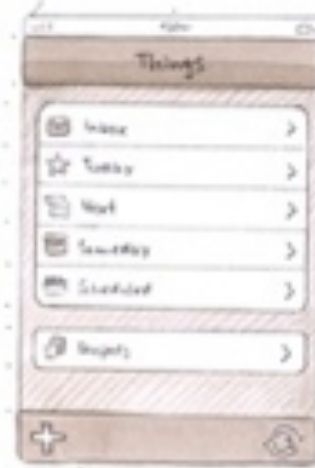 Things
Inbox
Today
Next
Someday
Scheduled
Projects